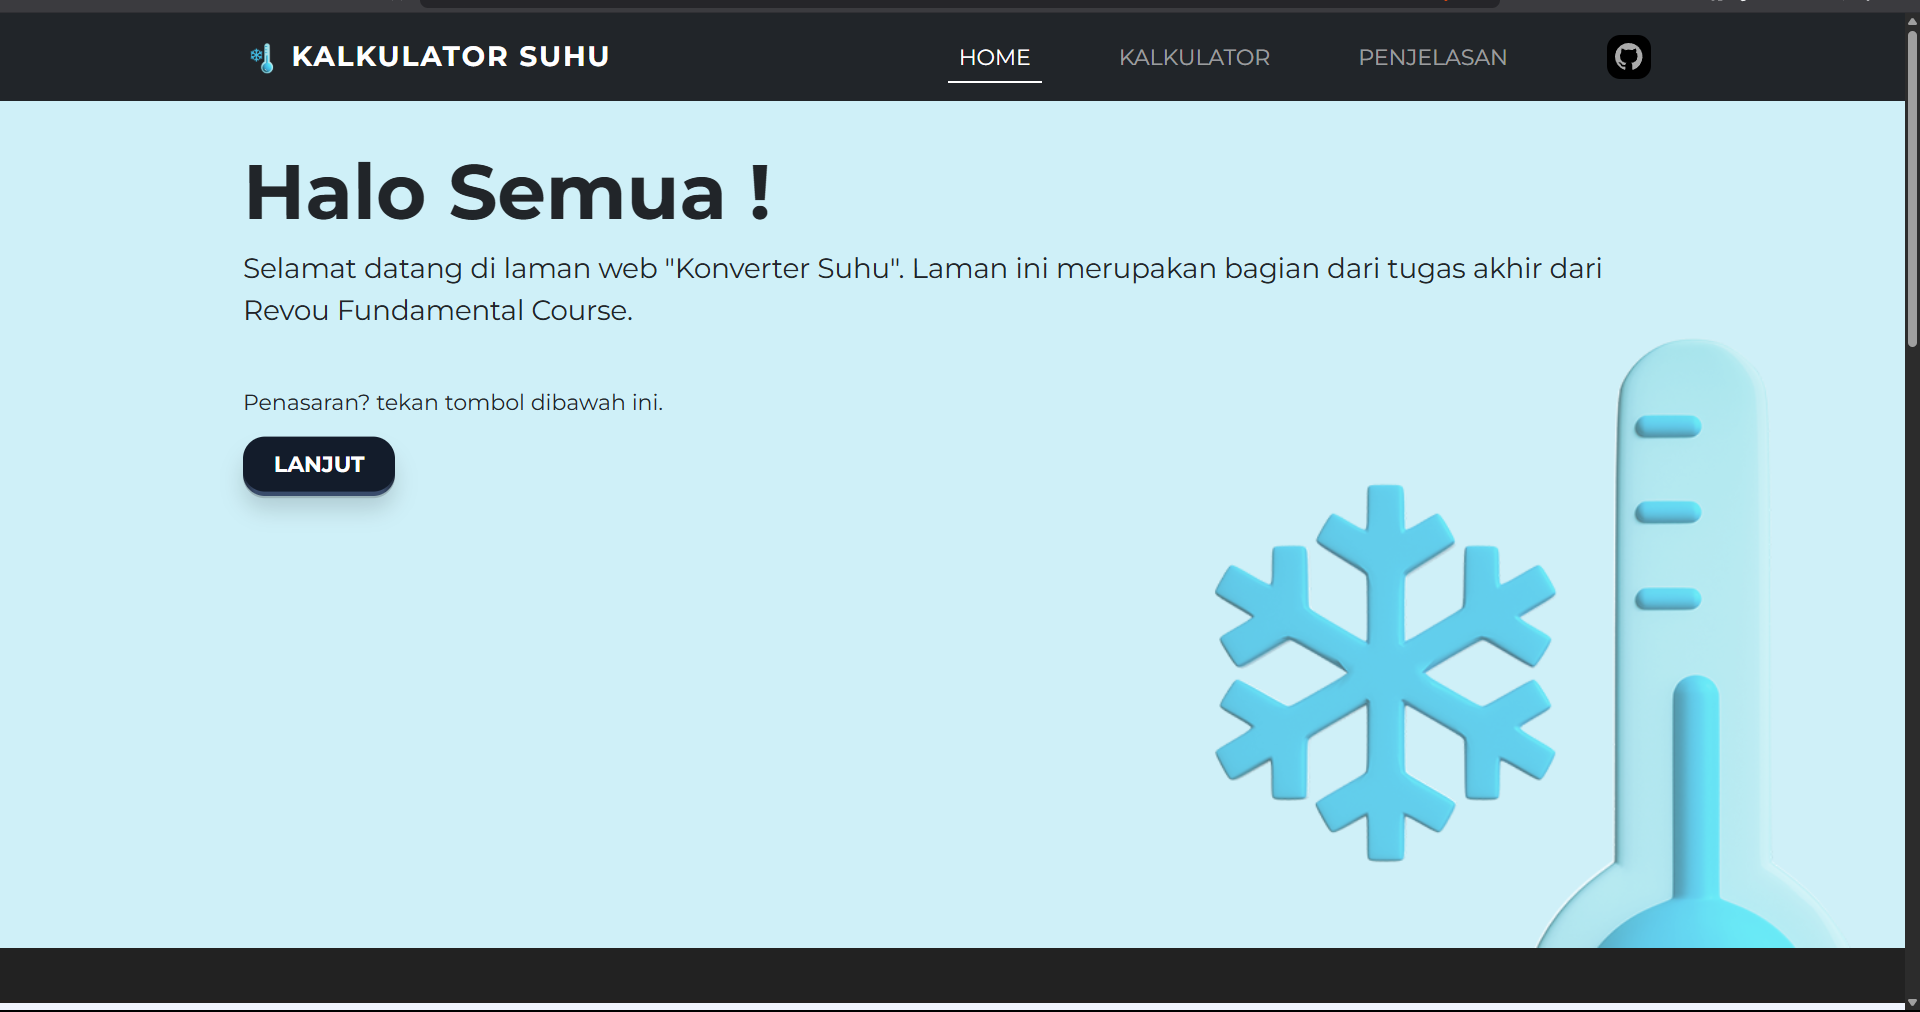 KALKULATOR SUHU
HOME
KALKULATOR
PENJELASAN
Halo Semua !
Selamat datang di laman web "Konverter Suhu". Laman ini merupakan bagian dari tugas akhir dari
Revou Fundamental Course.
Penasaran? tekan tombol dibawah ini.
LANJUT